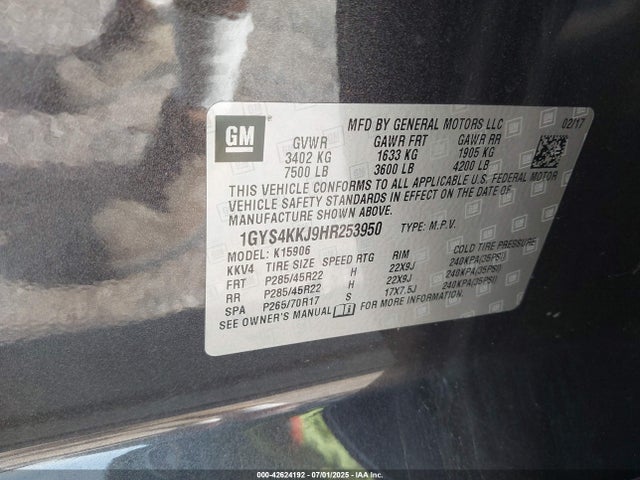 GM
MFD BY GENERAL MOTORS LLC 02/17
GVWR GAWR FRT GAWR RR
3402 KG 1633 KG 1905 KG
7500 LB 3600 LB 4200 LB
THIS VEHICLE CONFORMS TO ALL APPLICABLE U.S. FEDERAL MOTOR
VEHICLE SAFETY STANDARDS IN EFFECT ON THE DATE OF
MANUFACTURE SHOWN ABOVE.
1GYS4KKJ9HR253950 TYPE: M.P.V.
MODEL: K15906
KKV4 TIRE SIZE SPEED RTG RIM COLD TIRE PRESSURE
FRT P285/45R22 H 22X9J 240KPA(35PSI)
RR P285/45R22 H 22X9J 240KPA(35PSI)
SPA P265/70R17 S 17X7.5J 240KPA(35PSI)
SEE OWNER'S MANUAL FOR MORE INFORMATION.
000-42624192 - 07/01/2025 - IAA Inc.